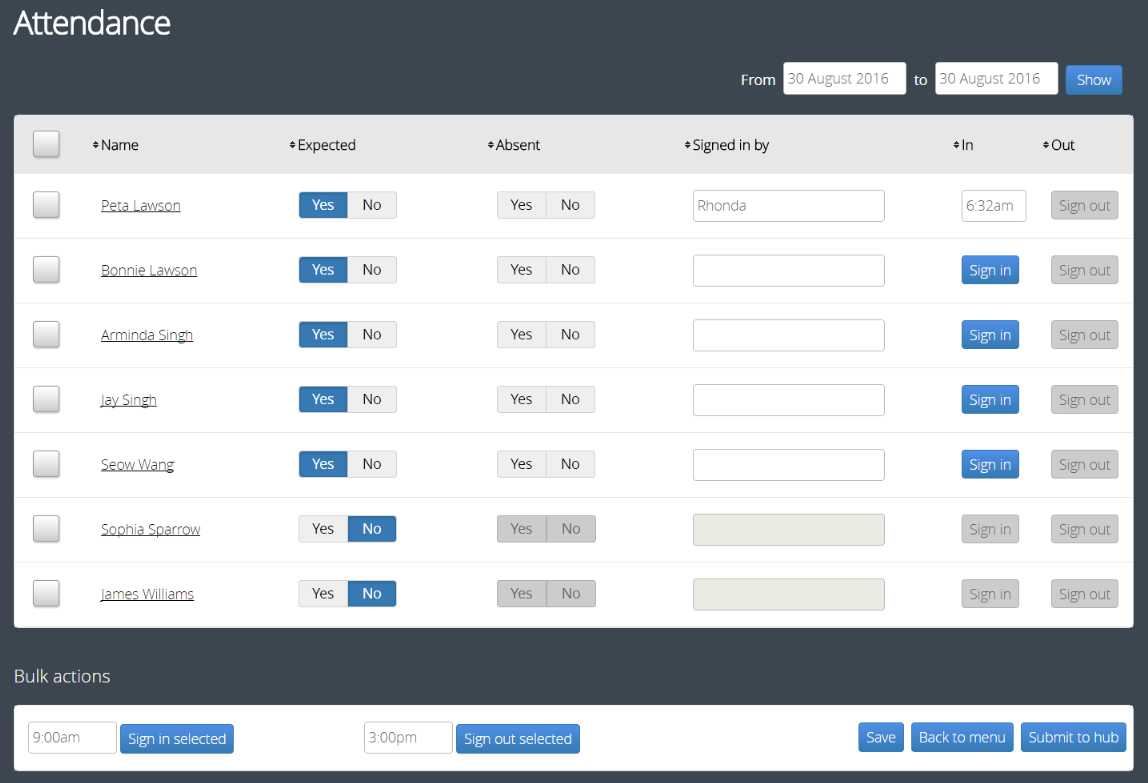 Attendance
From 30 August 2016 to 30 August 2016 Show
Name Expected Absent Signed in by In Out
Peta Lawson Yes No Yes No Rhonda 6:32am Sign out
Bonnie Lawson Yes No Yes No Sign in Sign out
Arminda Singh Yes No Yes No Sign in Sign out
Jay Singh Yes No Yes No Sign in Sign out
Seow Wang Yes No Yes No Sign in Sign out
Sophia Sparrow Yes No Yes No Sign in Sign out
James Williams Yes No Yes No Sign in Sign out
Bulk actions
9:00am Sign in selected 3:00pm Sign out selected Save Back to menu Submit to hub